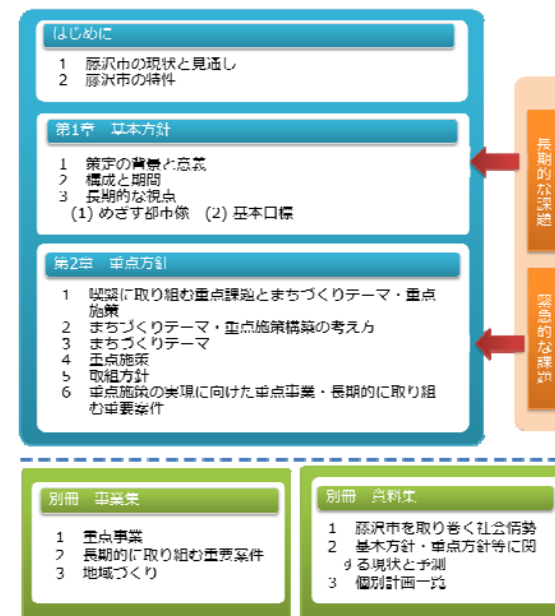 はじめに
1 藤沢市の現状と見通し
2 藤沢市の特性
第1章 基本方針
1 策定の背景と意義
2 構成と期間
3 長期的な視点
(1) めざす都市像 (2) 基本目標
長期的な課題
第2章 重点方針
1 喫緊に取り組む重点課題とまちづくりテーマ・重点
施策
2 まちづくりテーマ・重点施策構築の考え方
3 まちづくりテーマ
4 重点施策
5 取組方針
6 重点施策の実現に向けた重点事業・長期的に取り組
む重要案件
緊急的な課題
別冊 事業集
1 重点事業
2 長期的に取り組む重要案件
3 地域づくり
別冊 資料集
1 藤沢市を取り巻く社会情勢
2 基本方針・重点方針等に関
する現状と予測
3 個別計画一覧